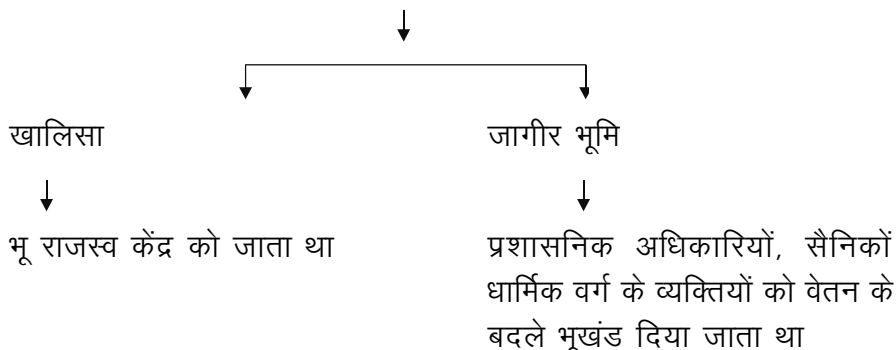 खालिसा
जागीर भूमि
भू राजस्व केंद्र को जाता था
प्रशासनिक अधिकारियों, सैनिकों
धार्मिक वर्ग के व्यक्तियों को वेतन के
बदले भूखंड दिया जाता था